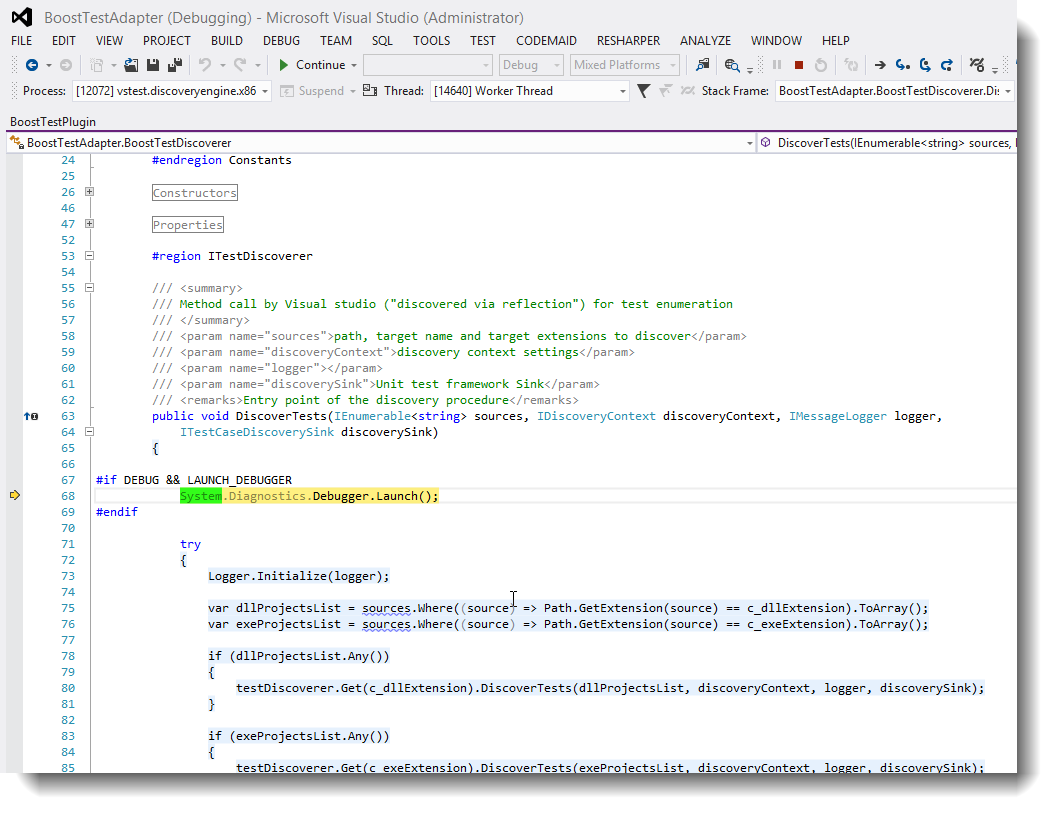 BoostTestAdapter (Debugging) - Microsoft Visual Studio (Administrator)
FILE EDIT VIEW PROJECT BUILD DEBUG TEAM SQL TOOLS TEST CODEMAID RESHARPER ANALYZE WINDOW HELP
Continue Debug Mixed Platforms
Process: [12072] vstest.discoveryengine.x86 Suspend Thread: [14640] Worker Thread Stack Frame: BoostTestAdapter.BoostTestDiscoverer.Dis
BoostTestPlugin
BoostTestAdapter.BoostTestDiscoverer DiscoverTests(IEnumerable<string> sources,
24 #endregion Constants
25
26 Constructors
46
47 Properties
52
53 #region ITestDiscoverer
54
55 /// <summary>
56 /// Method call by Visual studio ("discovered via reflection") for test enumeration
57 /// </summary>
58 /// <param name="sources">path, target name and target extensions to discover</param>
59 /// <param name="discoveryContext">discovery context settings</param>
60 /// <param name="logger"></param>
61 /// <param name="discoverySink">Unit test framework Sink</param>
62 /// <remarks>Entry point of the discovery procedure</remarks>
63 public void DiscoverTests(IEnumerable<string> sources, IDiscoveryContext discoveryContext, IMessageLogger logger,
64 ITestCaseDiscoverySink discoverySink)
65 {
66
67 #if DEBUG && LAUNCH_DEBUGGER
68 System.Diagnostics.Debugger.Launch();
69 #endif
70
71 try
72 {
73 Logger.Initialize(logger);
74
75 var dllProjectsList = sources.Where((source) => Path.GetExtension(source) == c_dllExtension).ToArray();
76 var exeProjectsList = sources.Where((source) => Path.GetExtension(source) == c_exeExtension).ToArray();
77
78 if (dllProjectsList.Any())
79 {
80 testDiscoverer.Get(c_dllExtension).DiscoverTests(dllProjectsList, discoveryContext, logger, discoverySink);
81 }
82
83 if (exeProjectsList.Any())
84 {
85 testDiscoverer.Get(c_exeExtension).DiscoverTests(exeProjectsList, discoveryContext, logger, discoverySink);